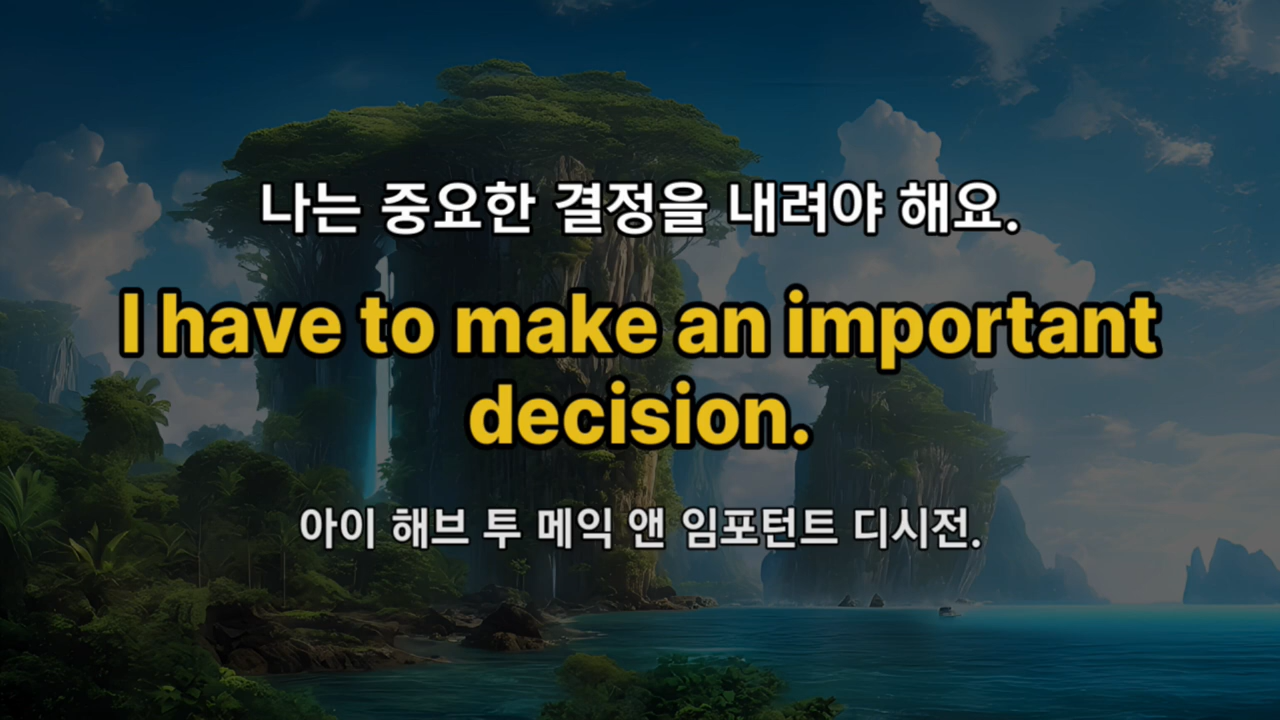 나는 중요한 결정을 내려야 해요.
I have to make an important
decision.
아이 해브 투 메익 앤 임포턴트 디시전.